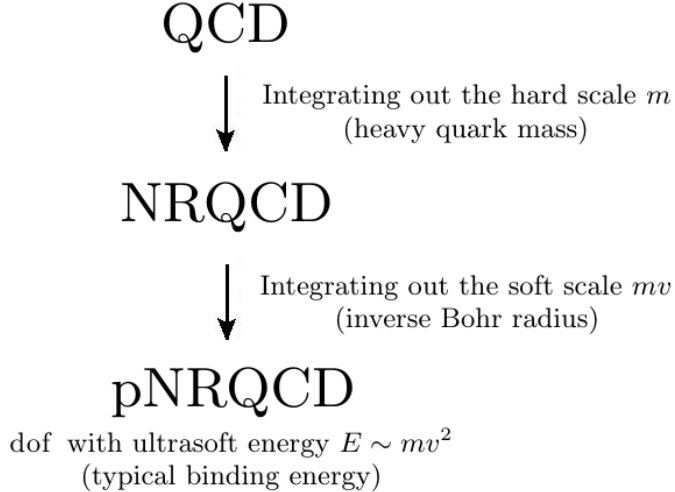 QCD
Integrating out the hard scale m
(heavy quark mass)
NRQCD
Integrating out the soft scale mv
(inverse Bohr radius)
pNRQCD
dof with ultrasoft energy E ∼ mv²
(typical binding energy)